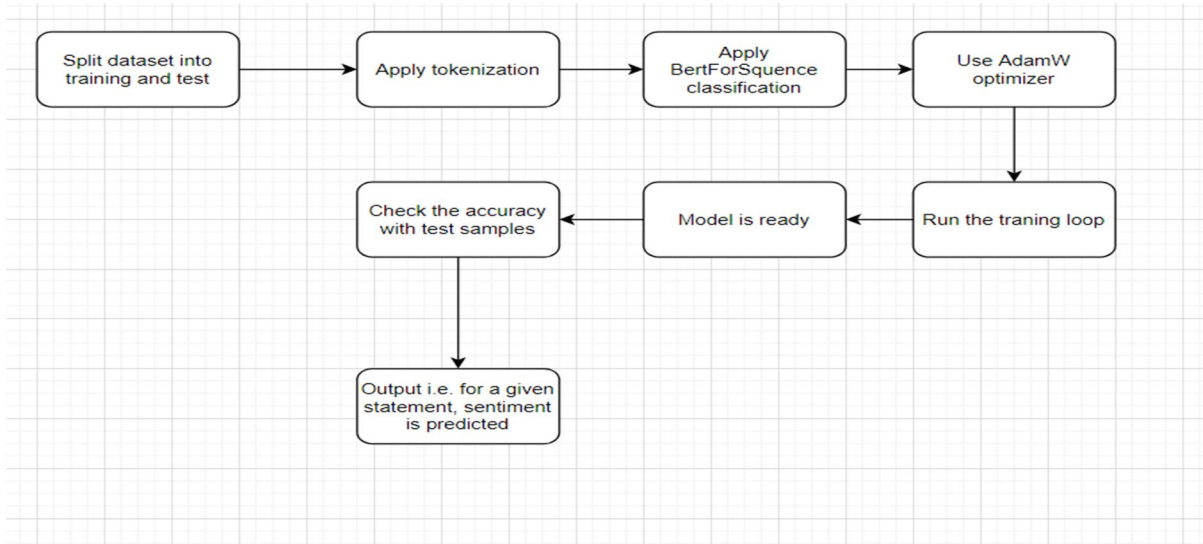 Split dataset into
training and test
Apply tokenization
Apply
BertForSquence
classification
Use AdamW
optimizer
Run the traning loop
Model is ready
Check the accuracy
with test samples
Output i.e. for a given
statement, sentiment
is predicted